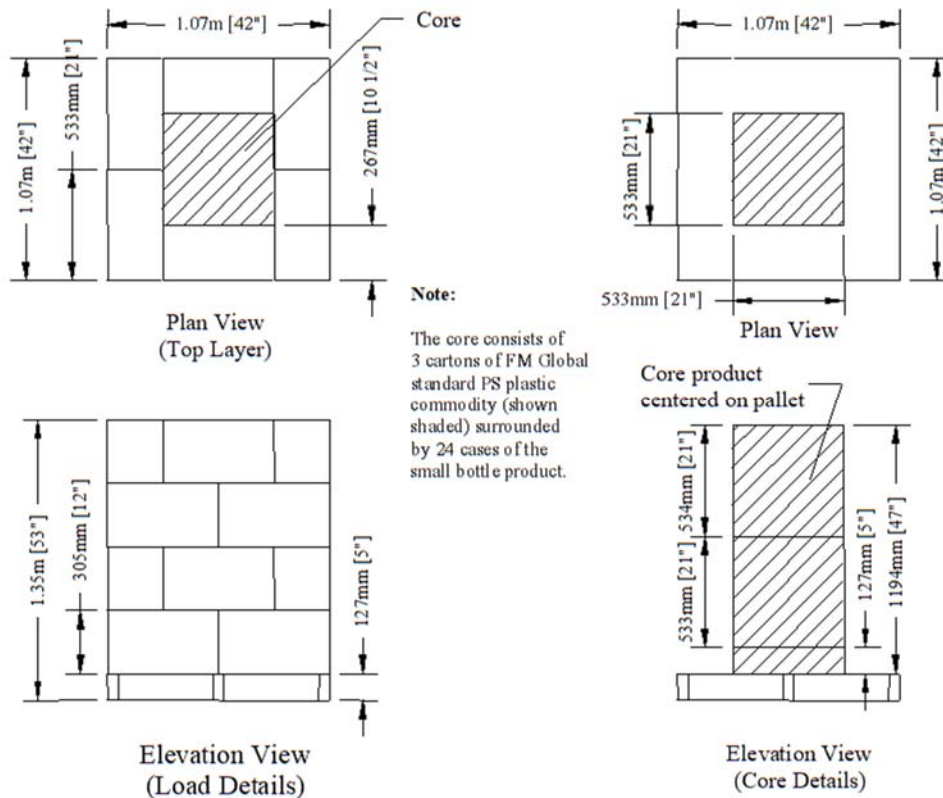 1.07m [42"]
Core
1.07m [42"]
533mm [21"]
267mm [10 1/2"]
Plan View
(Top Layer)
1.07m [42"]
533mm [21"]
1.07m [42"]
533mm [21"]
Plan View
Note:
The core consists of
3 cartons of FM Global
standard PS plastic
commodity (shown
shaded) surrounded
by 24 cases of the
small bottle product.
1.35m [53"]
305mm [12"]
127mm [5"]
Elevation View
(Load Details)
Core product
centered on pallet
534mm [21"]
533mm [21"]
127mm [5"]
1194mm [47"]
Elevation View
(Core Details)